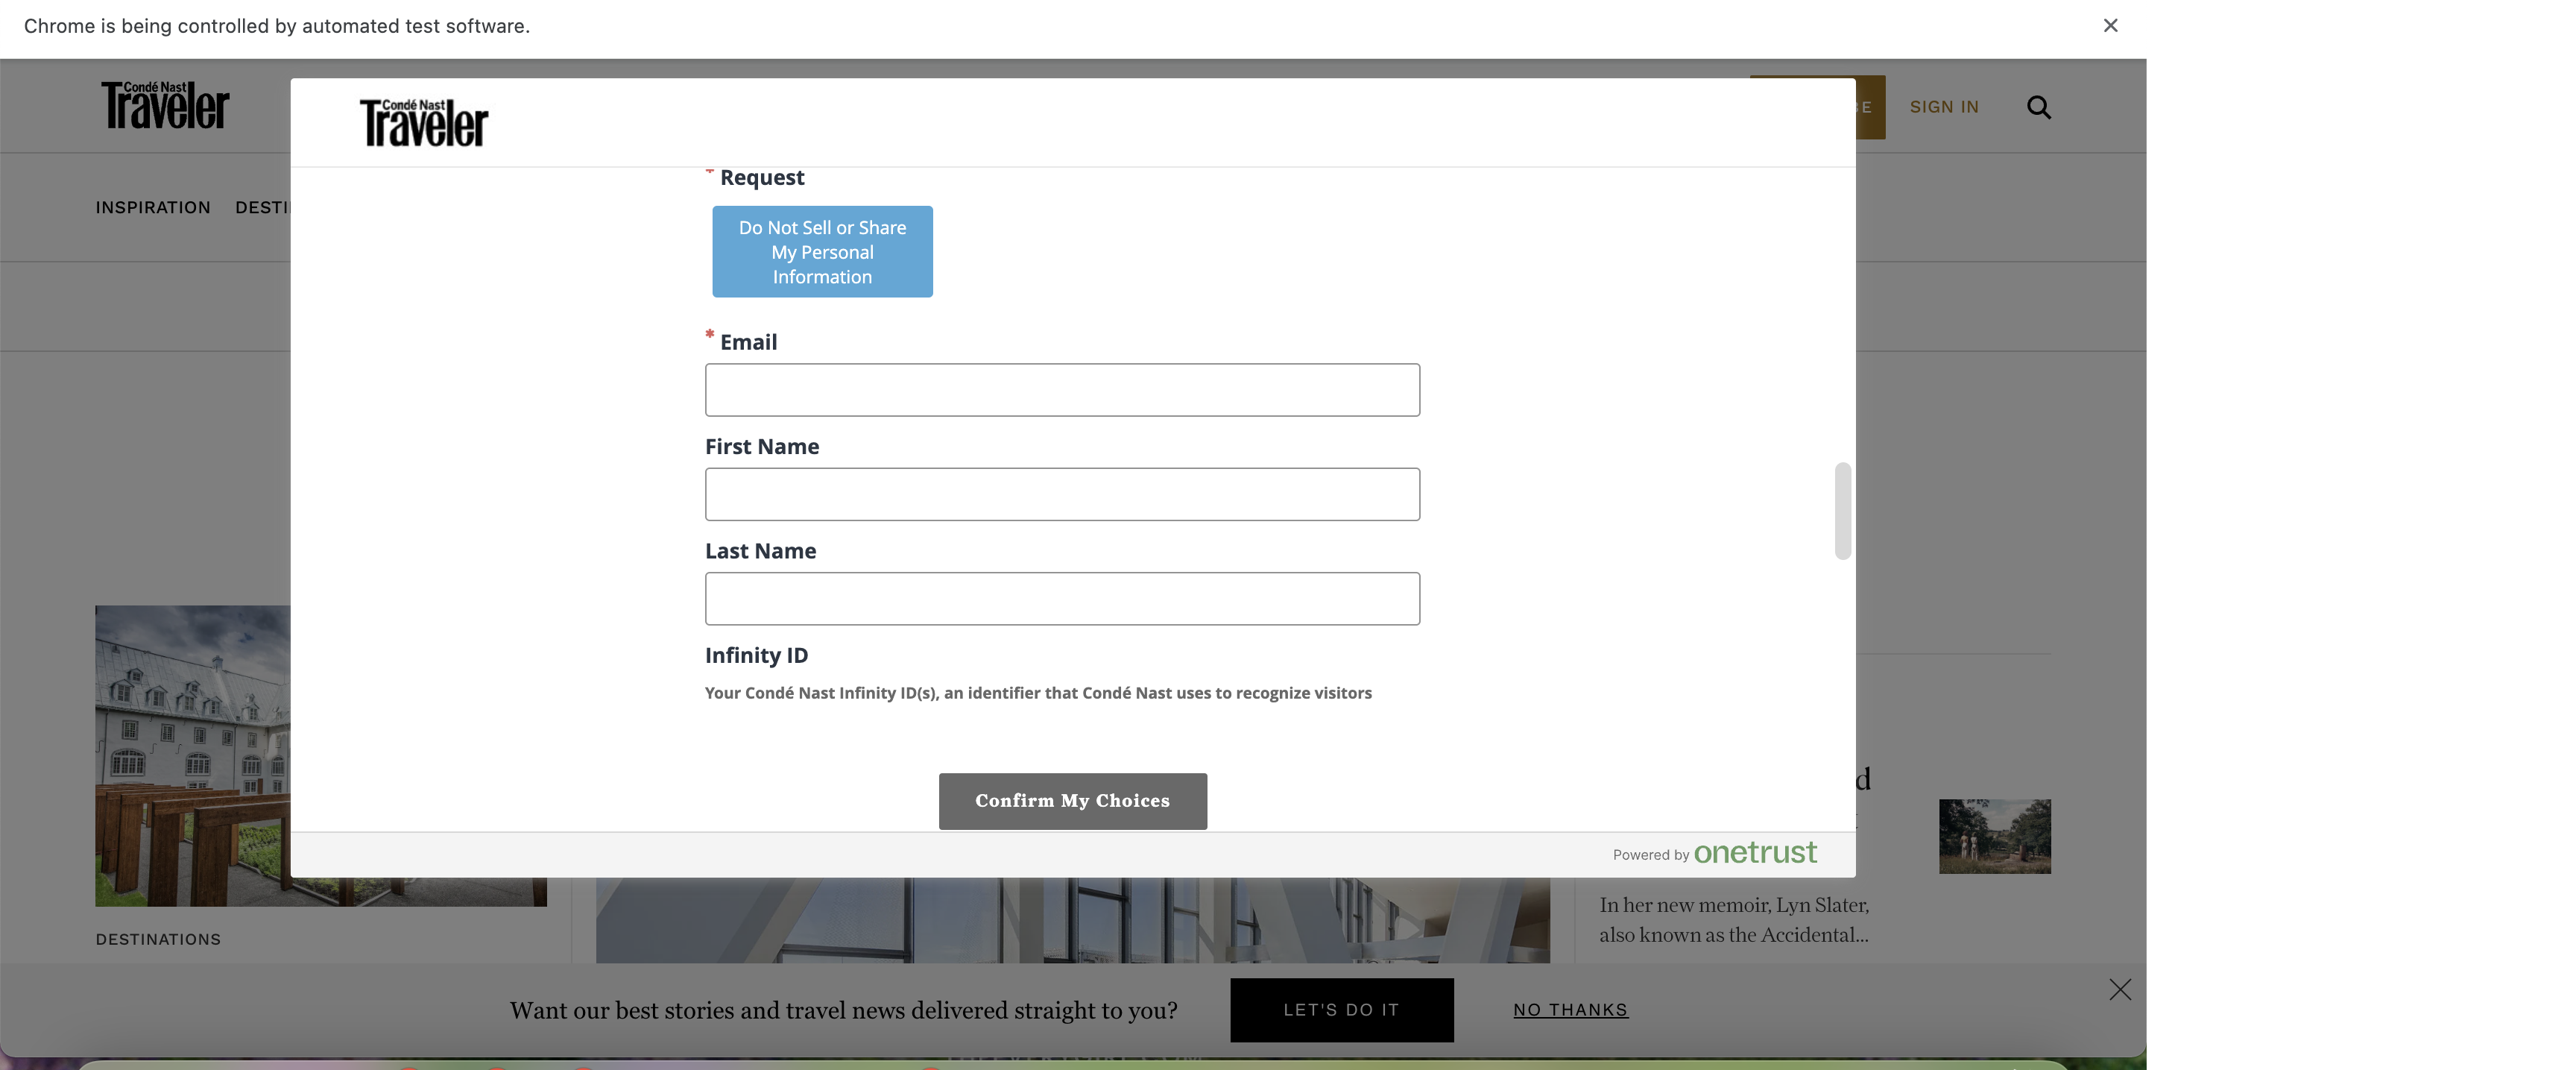 Chrome is being controlled by automated test software.
Condé Nast
Traveler
SIGN IN
Condé Nast
Traveler
INSPIRATION
* Request
Do Not Sell or Share
My Personal
Information
* Email
First Name
Last Name
Infinity ID
Your Condé Nast Infinity ID(s), an identifier that Condé Nast uses to recognize visitors
Confirm My Choices
Powered by onetrust
In her new memoir, Lyn Slater,
also known as the Accidental...
DESTINATIONS
Want our best stories and travel news delivered straight to you?
LET'S DO IT
NO THANKS